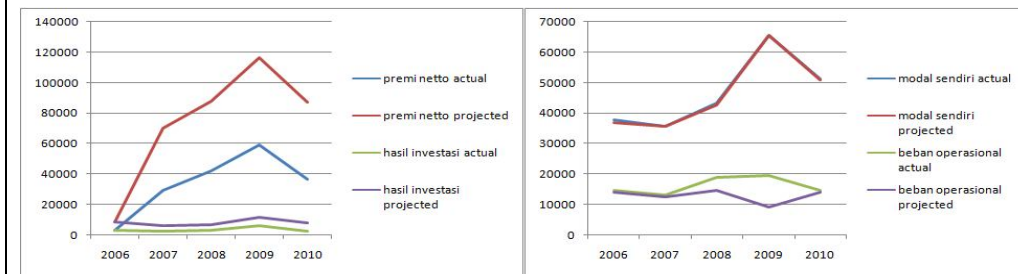 140000
120000
100000
80000
60000
40000
20000
0
2006 2007 2008 2009 2010
premi netto actual
premi netto projected
hasil investasi actual
hasil investasi
projected
70000
60000
50000
40000
30000
20000
10000
0
2006 2007 2008 2009 2010
modal sendiri actual
modal sendiri
projected
beban operasional
actual
beban operasional
projected